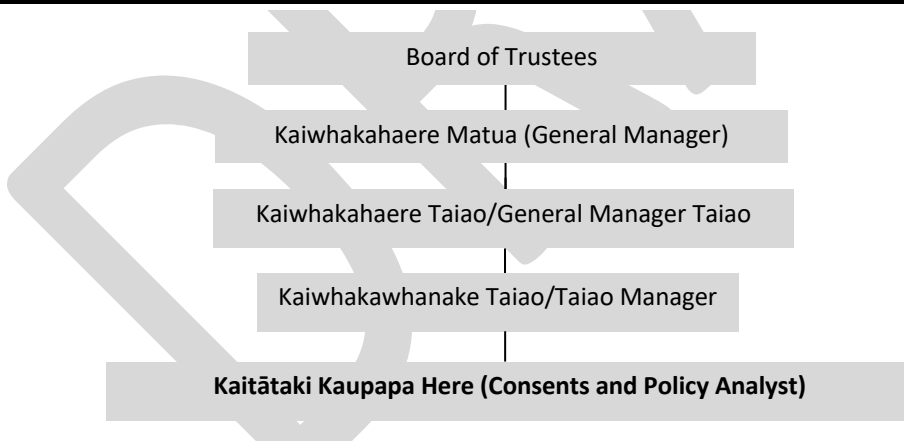 Board of Trustees
Kaiwhakahaere Matua (General Manager)
Kaiwhakahaere Taiao/General Manager Taiao
Kaiwhakawhanake Taiao/Taiao Manager
Kaitātaki Kaupapa Here (Consents and Policy Analyst)